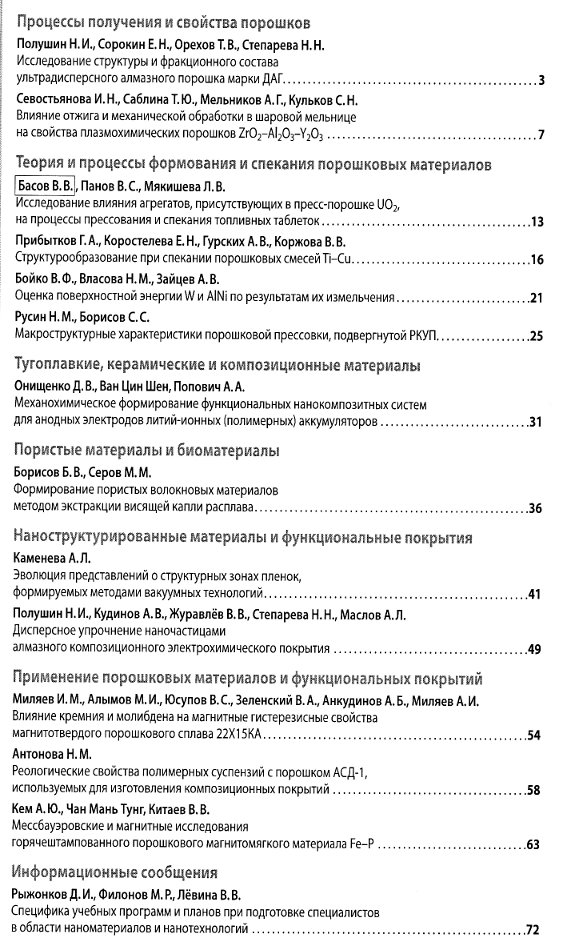 Процессы получения и свойства порошков
Полушин Н.И., Сорокин Е.Н., Орехов Т.В., Степарева Н.Н.
Исследование структуры и фракционного состава
ультрадисперсного алмазного порошка марки ДАГ 3
Севостьянова И.Н., Саблина Т.Ю., Мельников А.Г., Кульков С.Н.
Влияние отжига и механической обработки в шаровой мельнице
на свойства плазмохимических порошков ZrO₂–Al₂O₃–Y₂O₃ 7
Теория и процессы формования и спекания порошковых материалов
Басов В.В., Панов В.С., Мякишева Л.В.
Исследование влияния агрегатов, присутствующих в пресс-порошке UO₂,
на процессы прессования и спекания топливных таблеток 13
Прибытков Г.А., Коростелева Е.Н., Гурских А.В., Коржова В.В.
Структурообразование при спекании порошковых смесей Ti–Cu 16
Бойко В.Ф., Власова Н.М., Зайцев А.В.
Оценка поверхностной энергии W и AlNi по результатам их измельчения 21
Русин Н.М., Борисов С.С.
Макроструктурные характеристики порошковой прессовки, подвергнутой РКУП 25
Тугоплавкие, керамические и композиционные материалы
Онищенко Д.В., Ван Цин Шен, Попович А.А.
Механохимическое формирование функциональных нанокомпозитных систем
для анодных электродов литий-ионных (полимерных) аккумуляторов 31
Пористые материалы и биоматериалы
Борисов Б.В., Серов М.М.
Формирование пористых волокновых материалов
методом экстракции висящей капли расплава 36
Наноструктурированные материалы и функциональные покрытия
Каменева А.Л.
Эволюция представлений о структурных зонах пленок,
формируемых методами вакуумных технологий 41
Полушин Н.И., Кудинов А.В., Журавлёв В.В., Степарева Н.Н., Маслов А.Л.
Дисперсное упрочнение наночастицами
алмазного композиционного электрохимического покрытия 49
Применение порошковых материалов и функциональных покрытий
Миляев И.М., Алымов М.И., Юсупов В.С., Зеленский В.А., Анкудинов А.Б., Миляев А.И.
Влияние кремния и молибдена на магнитные гистерезисные свойства
магнитотвердого порошкового сплава 22Х15КА 54
Антонова Н.М.
Реологические свойства полимерных суспензий с порошком АСД-1,
используемых для изготовления композиционных покрытий 58
Кем А.Ю., Чан Мань Тунг, Китаев В.В.
Мессбауэровские и магнитные исследования
горячештампованного порошкового магнитомягкого материала Fe–P 63
Информационные сообщения
Рыжонков Д.И., Филонов М.Р., Лёвина В.В.
Специфика учебных программ и планов при подготовке специалистов
в области наноматериалов и нанотехнологий 72